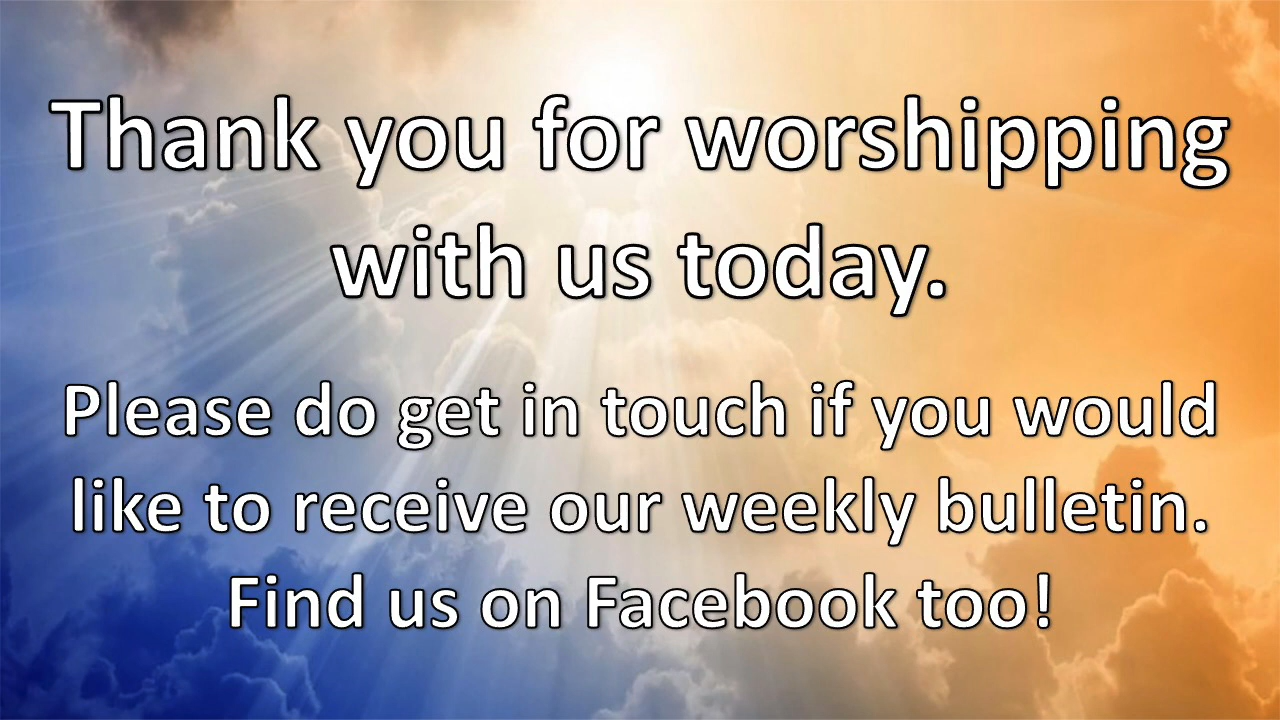 Thank you for worshipping
with us today.
Please do get in touch if you would
like to receive our weekly bulletin.
Find us on Facebook too!